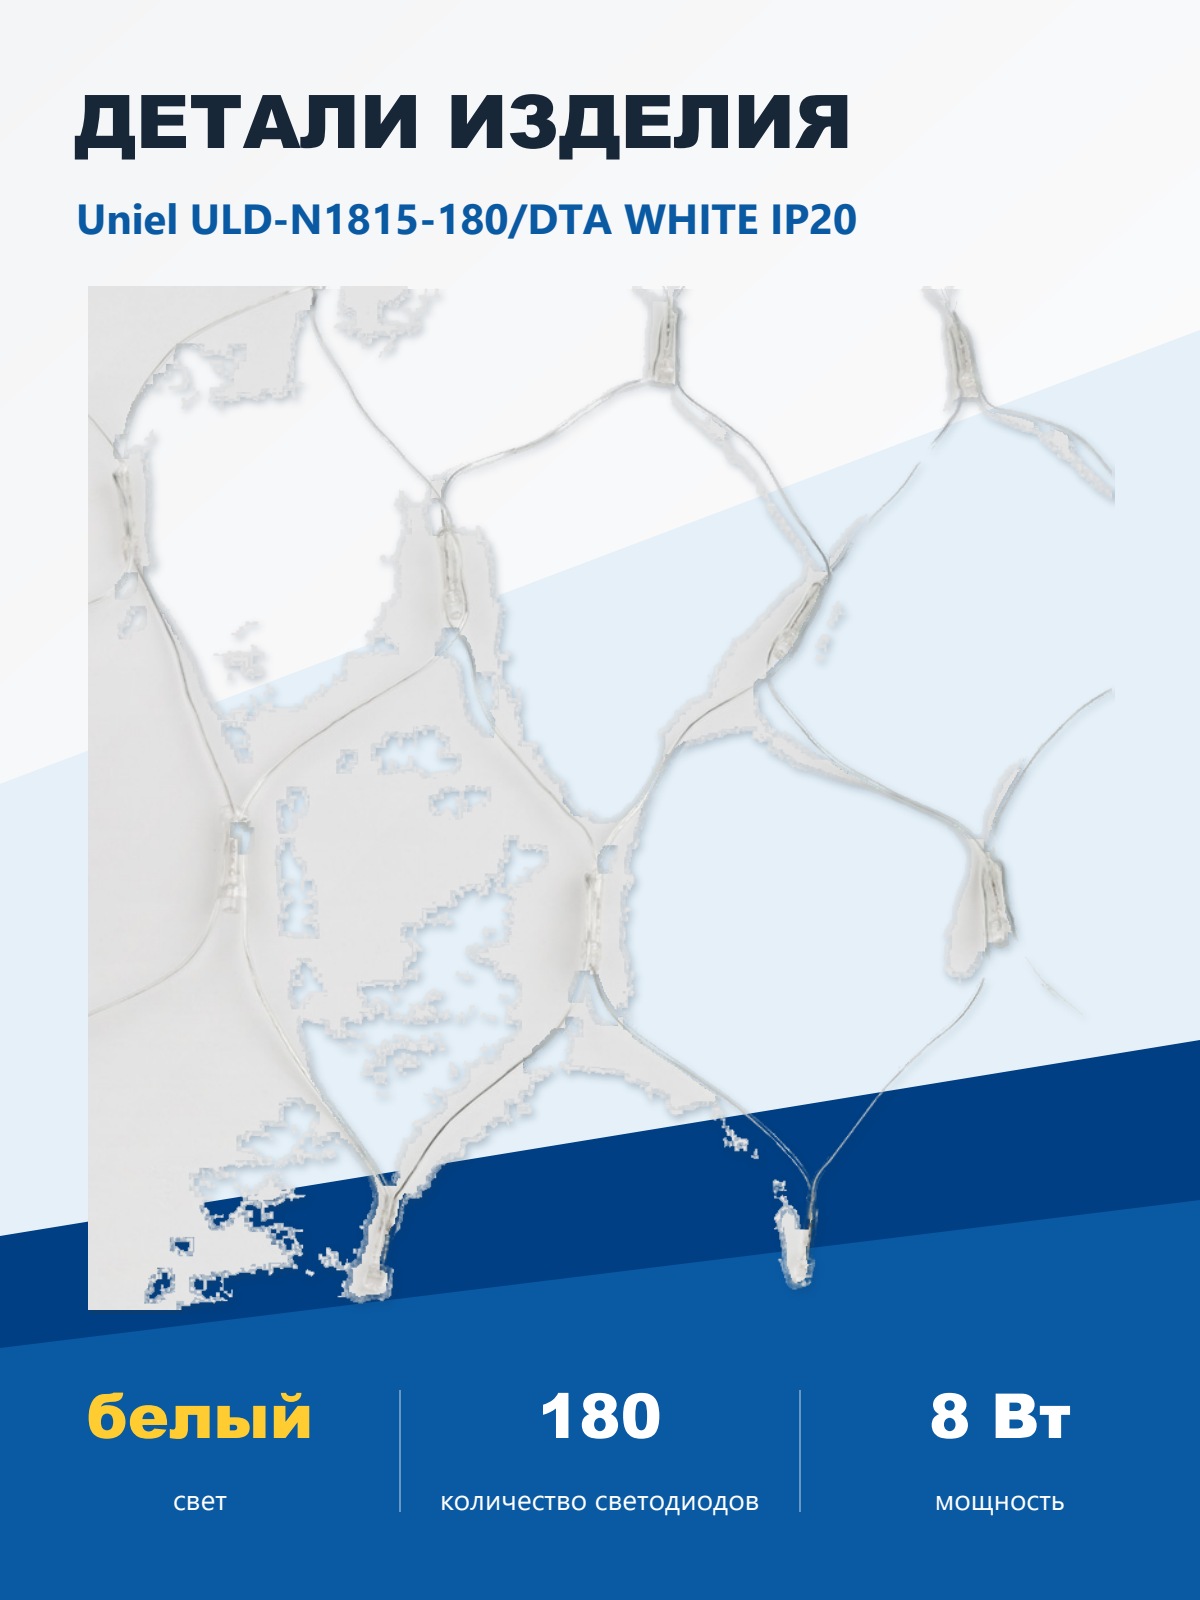 ДЕТАЛИ ИЗДЕЛИЯ
Uniel ULD-N1815-180/DTA WHITE IP20
белый
свет
180
количество светодиодов
8 Вт
мощность